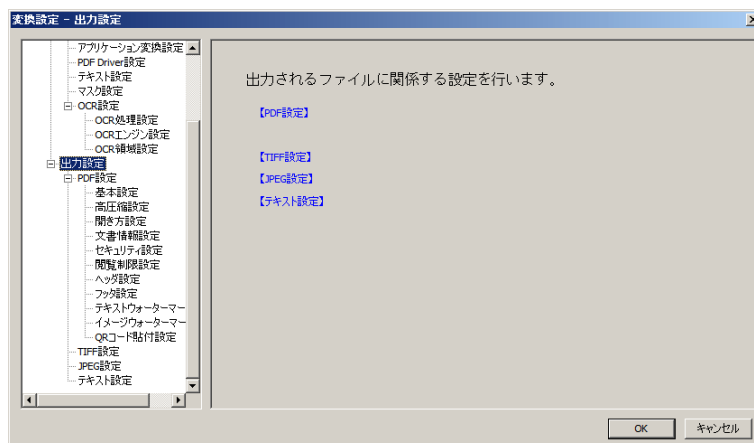 変換設定 - 出力設定
アプリケーション変換設定
PDF Driver設定
テキスト設定
マスク設定
OCR設定
OCR処理設定
OCRエンジン設定
OCR領域設定
出力設定
PDF設定
基本設定
高圧縮設定
開き方設定
文書情報設定
セキュリティ設定
閲覧制限設定
ヘッダ設定
フッタ設定
テキストウォーターマー
イメージウォーターマー
QRコード貼付設定
TIFF設定
JPEG設定
テキスト設定
出力されるファイルに関係する設定を行います。
【PDF設定】
【TIFF設定】
【JPEG設定】
【テキスト設定】
OK
キャンセル